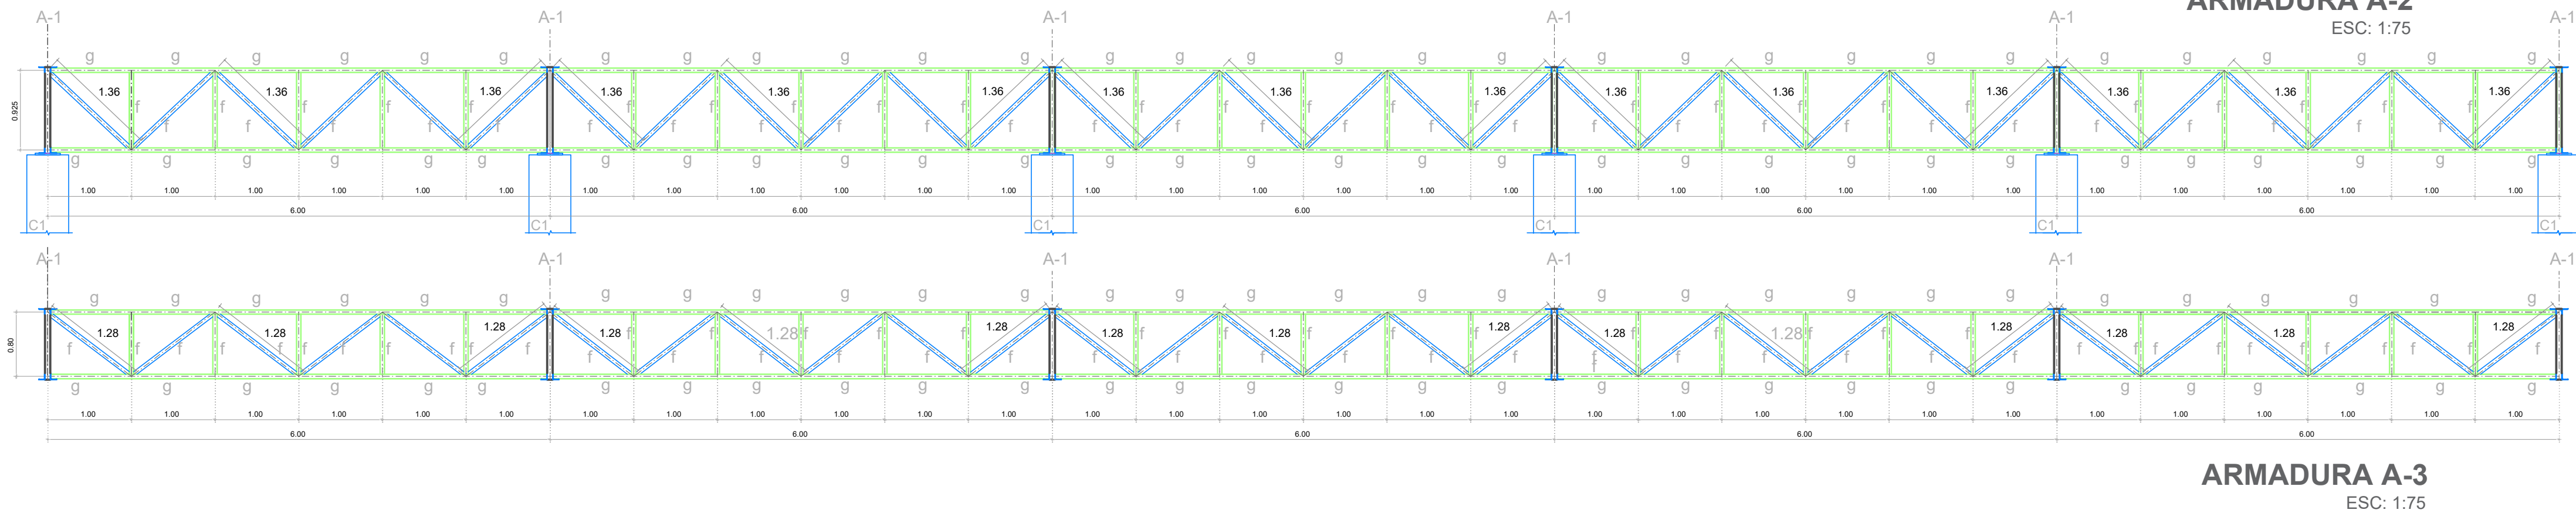 ARMADURA A-2
ESC: 1:75
A-1 A-1 A-1 A-1 A-1 A-1
g g g g g g g g g g g g g g g g g g g g g g g g g g g g g g
0.925
1.36 1.36 1.36 1.36 1.36 1.36 1.36 1.36 1.36 1.36 1.36 1.36 1.36 1.36 1.36
f f f f f f f f f f f f f f f f f f f f f f f f f
f f f f f f f f f f f f f f f f f f f f f f f f f f f f f f
g g g g g g g g g g g g g g g g g g g g g g g g g g g g g g
1.00 1.00 1.00 1.00 1.00 1.00 1.00 1.00 1.00 1.00 1.00 1.00 1.00 1.00 1.00 1.00 1.00 1.00 1.00 1.00 1.00 1.00 1.00 1.00 1.00 1.00 1.00 1.00 1.00 1.00
6.00 6.00 6.00 6.00 6.00
C1 C1 C1 C1 C1 C1
A-1 A-1 A-1 A-1 A-1 A-1
g g g g g g g g g g g g g g g g g g g g g g g g g g g g g g
0.80
1.28 1.28 1.28 1.28 1.28 1.28 1.28 1.28 1.28 1.28 1.28 1.28 1.28 1.28 1.28
f f f f f f f f f f f f f f f f f f f f f f f f f
f f f f f f f f f f f f f f f f f f f f f f f f f f f f f f
g g g g g g g g g g g g g g g g g g g g g g g g g g g g g g
1.00 1.00 1.00 1.00 1.00 1.00 1.00 1.00 1.00 1.00 1.00 1.00 1.00 1.00 1.00 1.00 1.00 1.00 1.00 1.00 1.00 1.00 1.00 1.00 1.00 1.00 1.00 1.00 1.00 1.00
6.00 6.00 6.00 6.00 6.00
ARMADURA A-3
ESC: 1:75